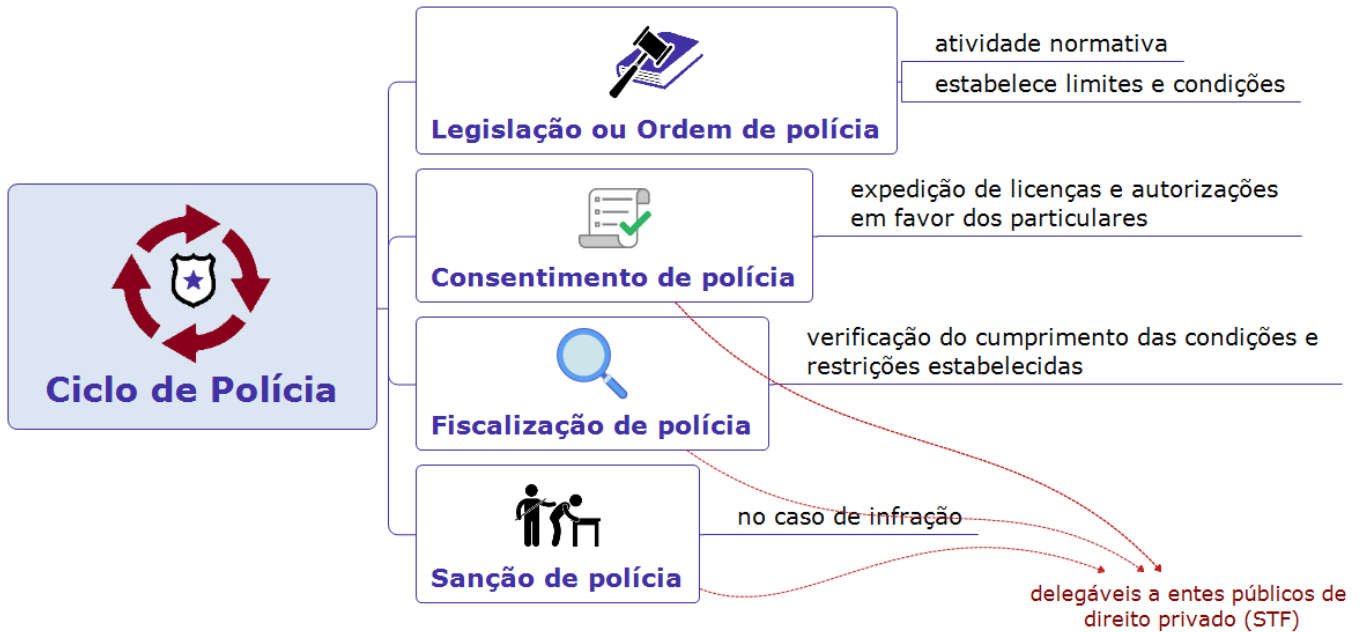 Ciclo de Polícia
Legislação ou Ordem de polícia
atividade normativa
estabelece limites e condições
Consentimento de polícia
expedição de licenças e autorizações
em favor dos particulares
Fiscalização de polícia
verificação do cumprimento das condições e
restrições estabelecidas
Sanção de polícia
no caso de infração
delegáveis a entes públicos de
direito privado (STF)